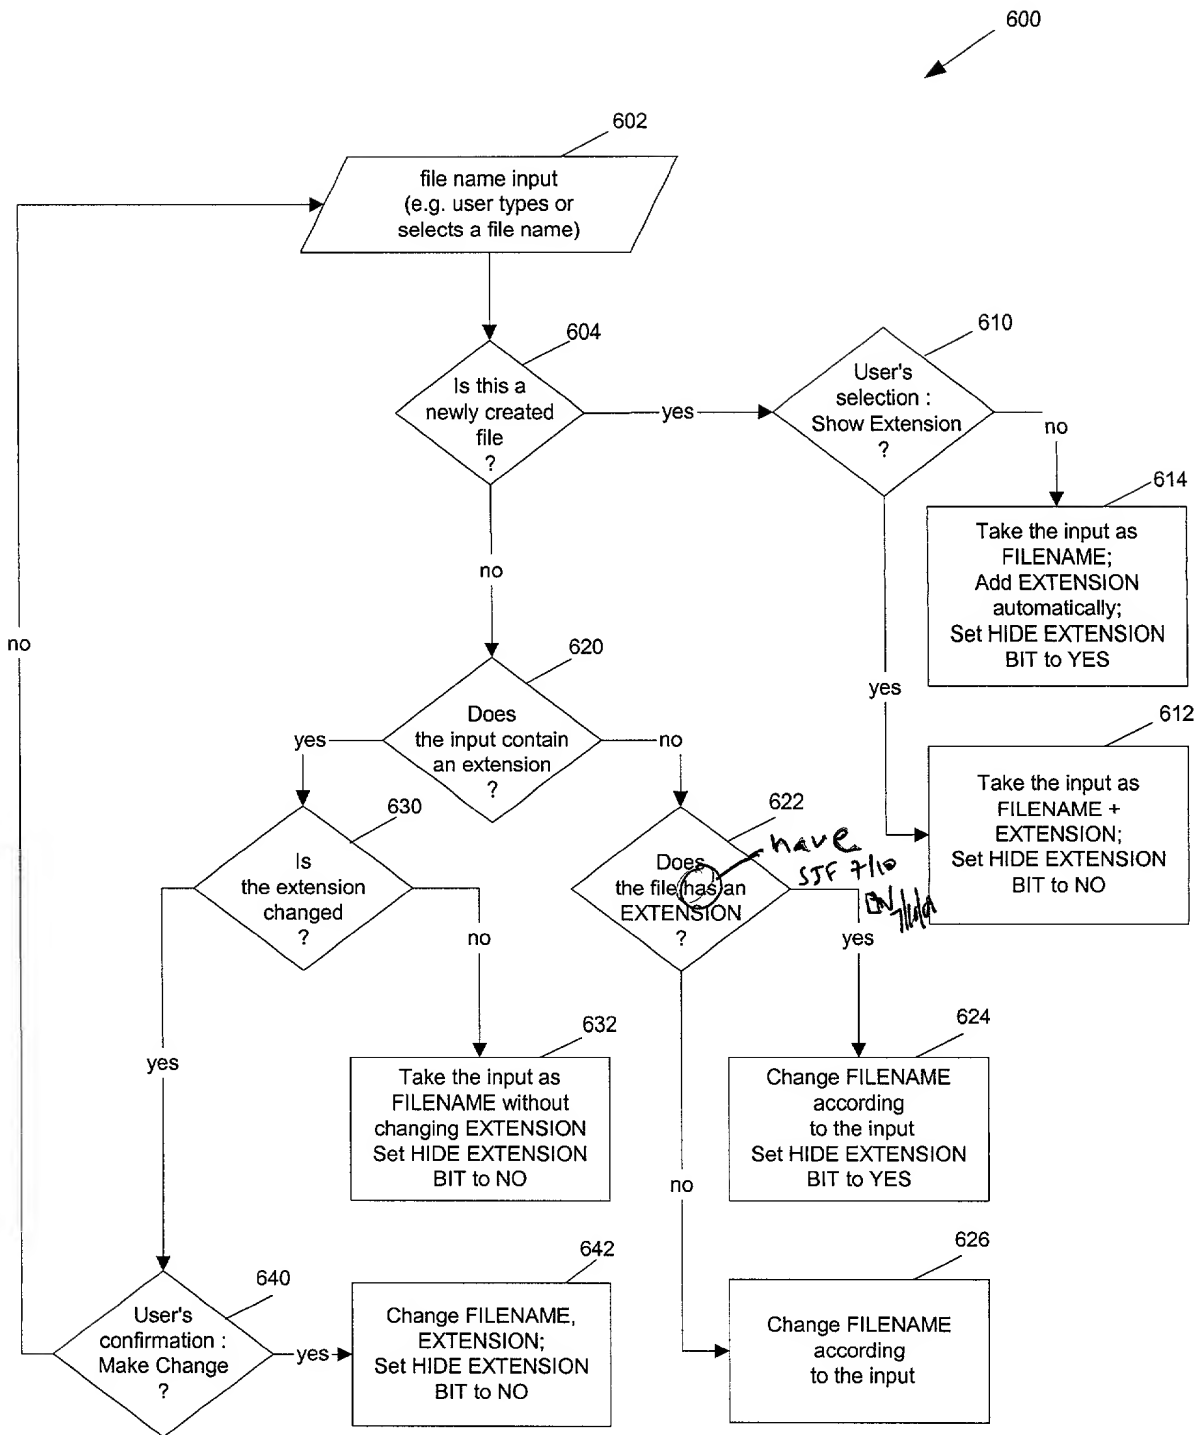 600
602
file name input
(e.g. user types or
selects a file name)
604
Is this a
newly created
file
?
yes
610
User's
selection :
Show Extension
?
no
614
Take the input as
FILENAME;
Add EXTENSION
automatically;
Set HIDE EXTENSION
BIT to YES
no
620
Does
the input contain
an extension
?
yes
612
Take the input as
FILENAME +
EXTENSION;
Set HIDE EXTENSION
BIT to NO
yes
no
630
Is
the extension
changed
?
622
Does
the file has an
EXTENSION
?
have
SJF 7/10
no
yes
no
yes
632
Take the input as
FILENAME without
changing EXTENSION
Set HIDE EXTENSION
BIT to NO
624
Change FILENAME
according
to the input
Set HIDE EXTENSION
BIT to YES
no
640
User's
confirmation :
Make Change
?
yes
642
Change FILENAME,
EXTENSION;
Set HIDE EXTENSION
BIT to NO
626
Change FILENAME
according
to the input